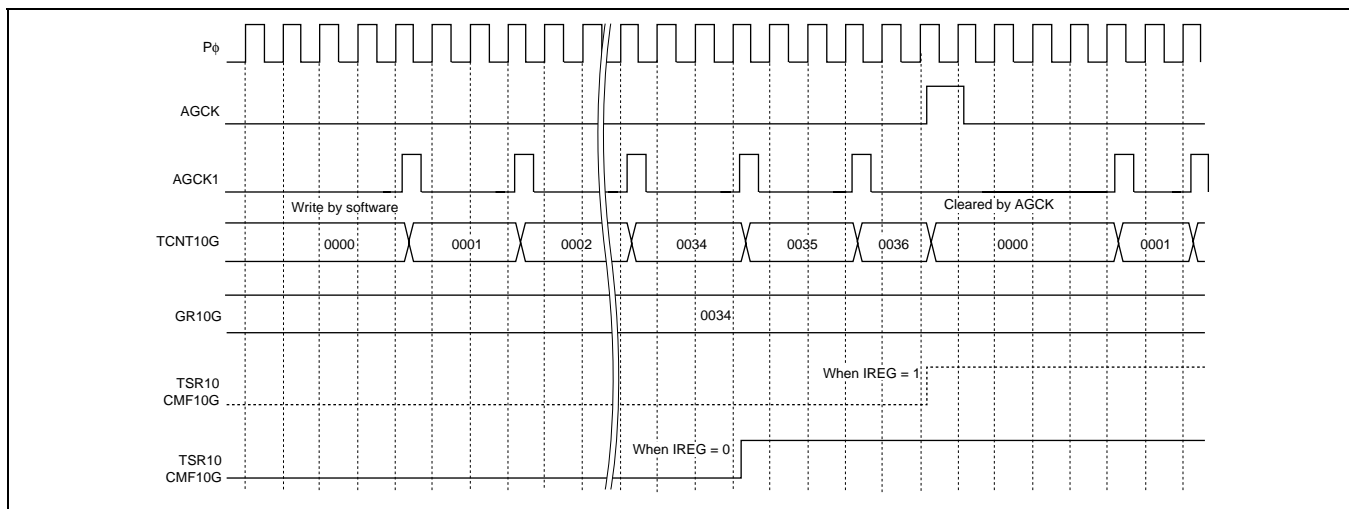 Pφ
AGCK
AGCK1
Write by software
Cleared by AGCK
TCNT10G
0000
0001
0002
0034
0035
0036
0000
0001
GR10G
0034
When IREG = 1
TSR10
CMF10G
When IREG = 0
TSR10
CMF10G